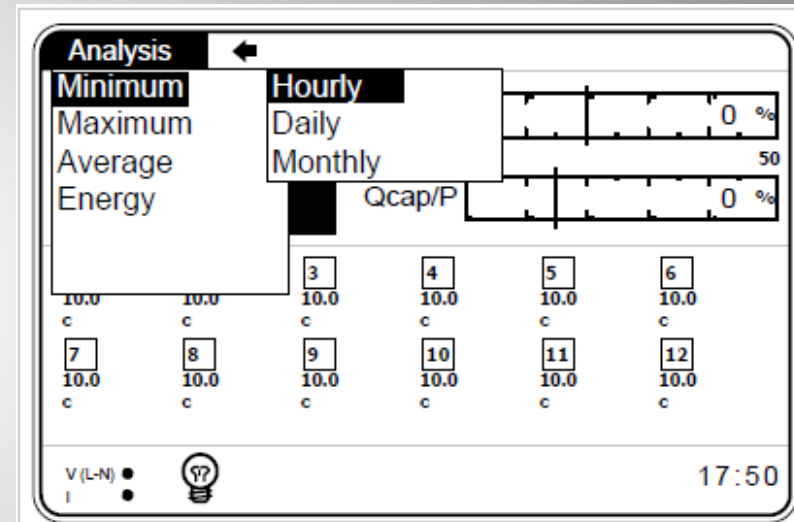 Analysis
Minimum
Maximum
Average
Energy
Hourly
Daily
Monthly
0 %
50
Qcap/P
0 %
3 4 5 6
10.0 10.0 10.0 10.0 10.0 10.0
c c c c c c
7 8 9 10 11 12
10.0 10.0 10.0 10.0 10.0 10.0
c c c c c c
V (L-N)
I
17:50